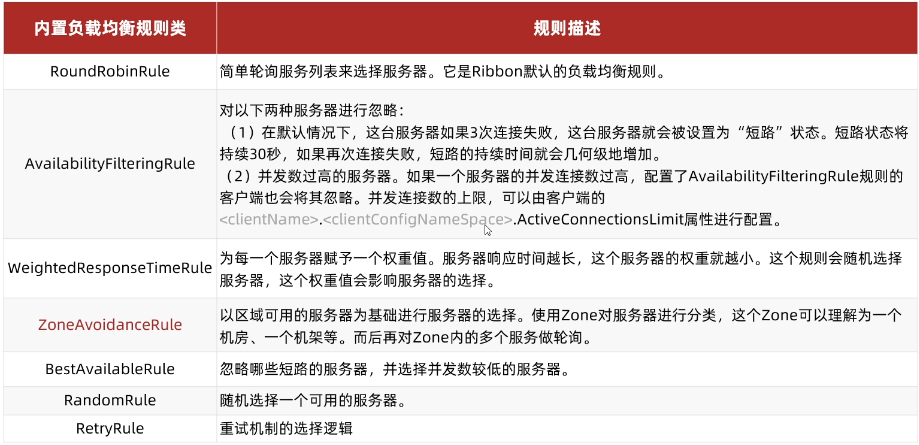 内置负载均衡规则类 规则描述
RoundRobinRule 简单轮询服务列表来选择服务器。它是Ribbon默认的负载均衡规则。
对以下两种服务器进行忽略：
（1）在默认情况下，这台服务器如果3次连接失败，这台服务器就会被设置为“短路”状态。短路状态将
持续30秒，如果再次连接失败，短路的持续时间就会几何级地增加。
AvailabilityFilteringRule
（2）并发数过高的服务器。如果一个服务器的并发连接数过高，配置了AvailabilityFilteringRule规则的
客户端也会将其忽略。并发连接数的上限，可以由客户端的
<clientName>.<clientConfigNameSpace>.ActiveConnectionsLimit属性进行配置。
WeightedResponseTimeRule 为每一个服务器赋予一个权重值。服务器响应时间越长，这个服务器的权重就越小。这个规则会随机选择
服务器，这个权重值会影响服务器的选择。
ZoneAvoidanceRule 以区域可用的服务器为基础进行服务器的选择。使用Zone对服务器进行分类，这个Zone可以理解为一个
机房、一个机架等。而后再对Zone内的多个服务做轮询。
BestAvailableRule 忽略哪些短路的服务器，并选择并发数较低的服务器。
RandomRule 随机选择一个可用的服务器。
RetryRule 重试机制的选择逻辑